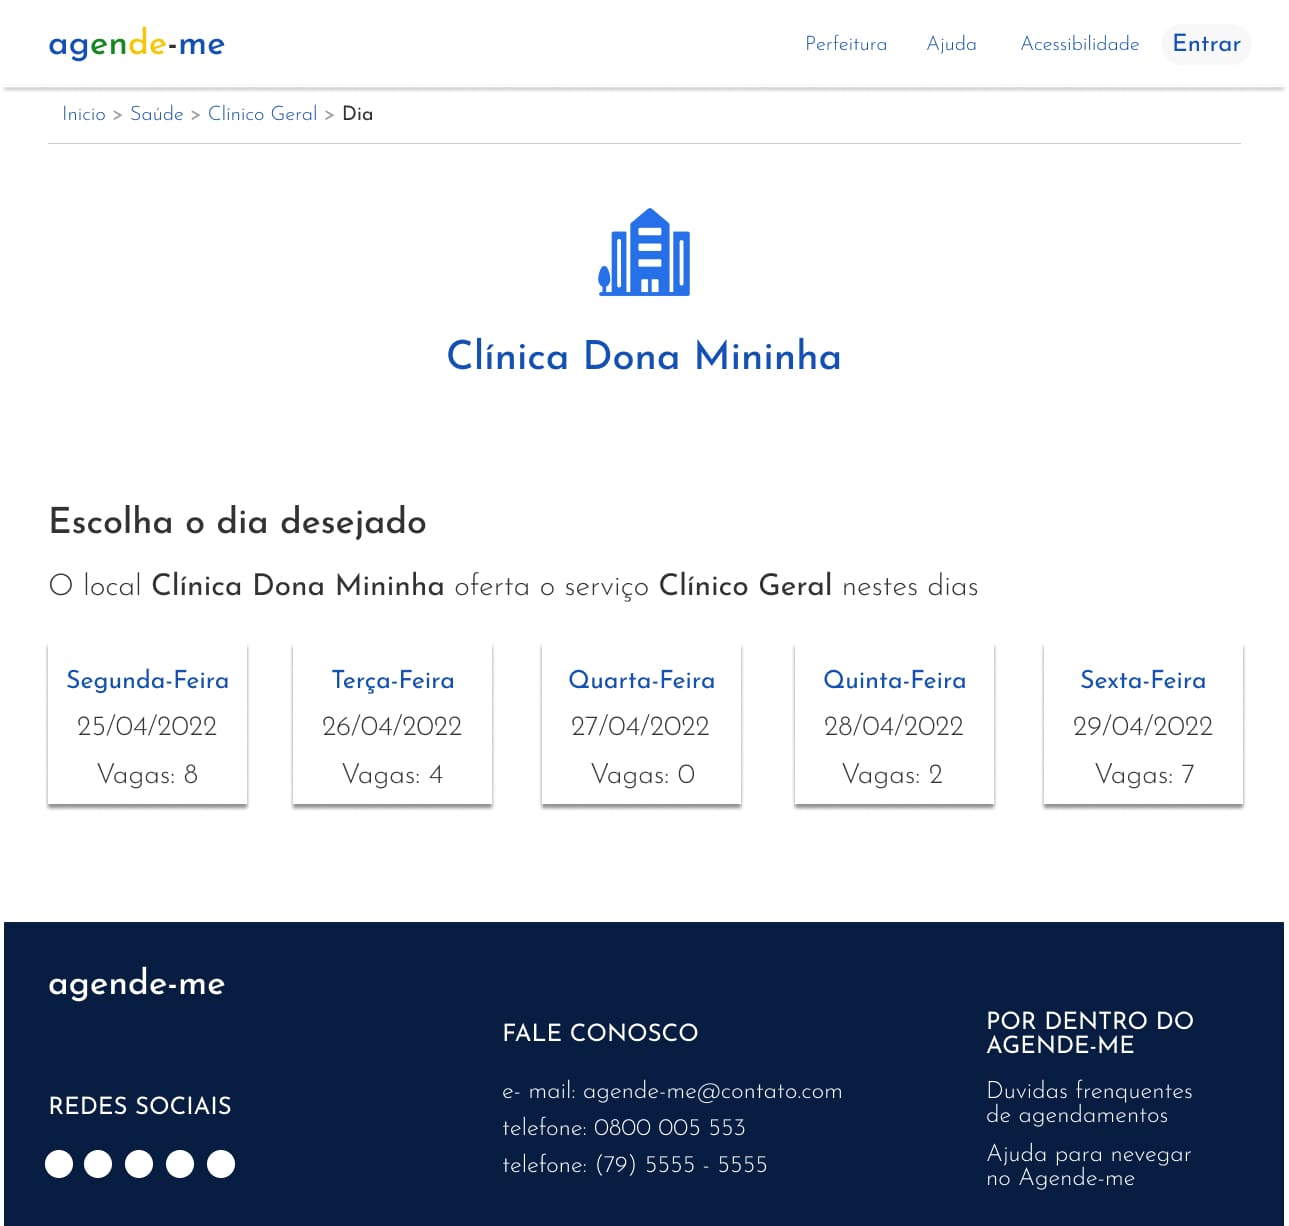 agende-me
Perfeitura Ajuda Acessibilidade Entrar
Inicio > Saúde > Clínico Geral > Dia
Clínica Dona Mininha
Escolha o dia desejado
O local Clínica Dona Mininha oferta o serviço Clínico Geral nestes dias
Segunda-Feira
25/04/2022
Vagas: 8
Terça-Feira
26/04/2022
Vagas: 4
Quarta-Feira
27/04/2022
Vagas: 0
Quinta-Feira
28/04/2022
Vagas: 2
Sexta-Feira
29/04/2022
Vagas: 7
agende-me
REDES SOCIAIS
FALE CONOSCO
e- mail: agende-me@contato.com
telefone: 0800 005 553
telefone: (79) 5555 - 5555
POR DENTRO DO
AGENDE-ME
Duvidas frenquentes
de agendamentos
Ajuda para nevegar
no Agende-me